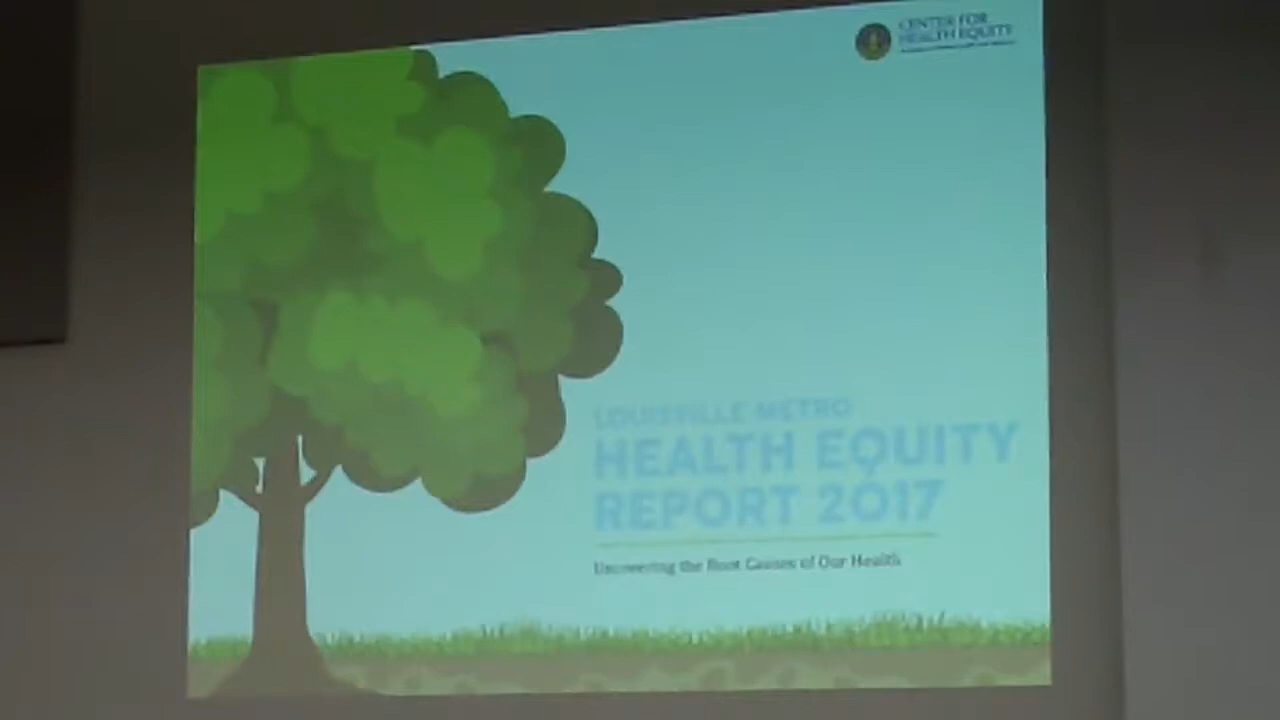 CENTER FOR
HEALTH EQUITY
LOUISVILLE METRO
HEALTH EQUITY
REPORT 2017
Uncovering the Root Causes of Our Health